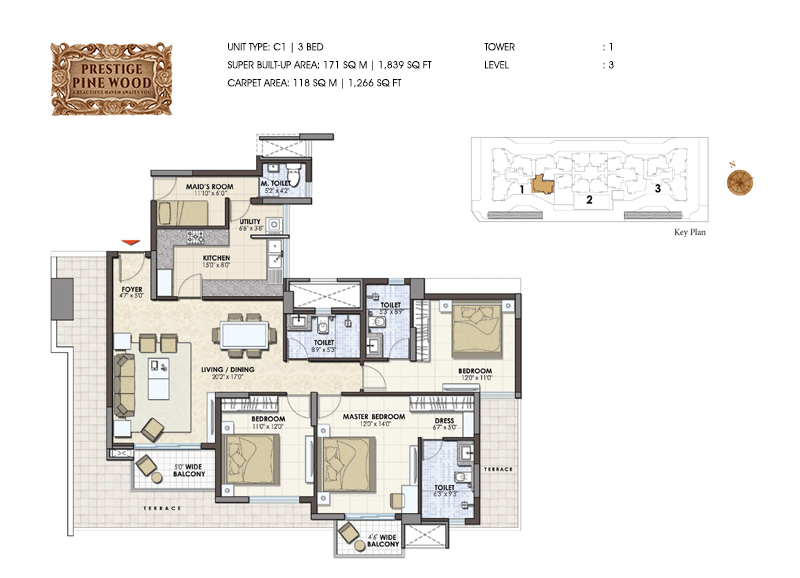 PRESTIGE
PINE WOOD
A BEAUTIFUL HAVEN AWAITS YOU
UNIT TYPE: C1 | 3 BED
SUPER BUILT-UP AREA: 171 SQ M | 1,839 SQ FT
CARPET AREA: 118 SQ M | 1,266 SQ FT
TOWER : 1
LEVEL : 3
N
1
2
3
Key Plan
MAID'S ROOM
11'10" x 6'0"
M. TOILET
5'2" x 4'2"
UTILITY
6'6" x 3'8"
KITCHEN
15'0" x 8'0"
FOYER
4'7" x 5'0"
TOILET
5'3" x 8'9"
TOILET
8'9" x 5'3"
LIVING / DINING
20'2" x 17'0"
BEDROOM
12'0" x 11'0"
BEDROOM
11'0" x 12'0"
MASTER BEDROOM
12'0" x 14'0"
DRESS
6'7" x 5'0"
TOILET
6'3" x 9'3"
TERRACE
5'0" WIDE
BALCONY
TERRACE
4'6" WIDE
BALCONY